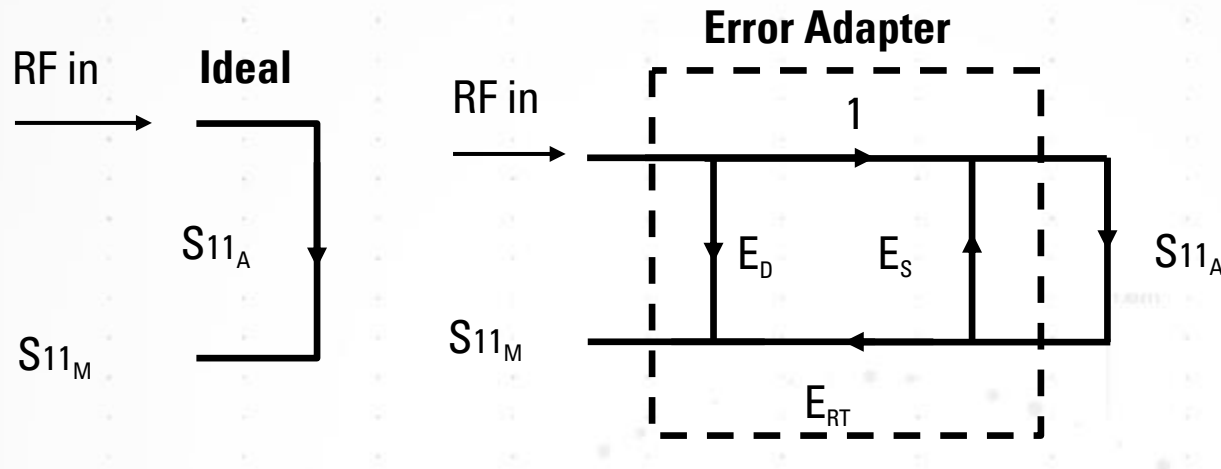 RF in
Ideal
S11A
S11M
Error Adapter
RF in
1
ED
ES
S11A
S11M
ERT